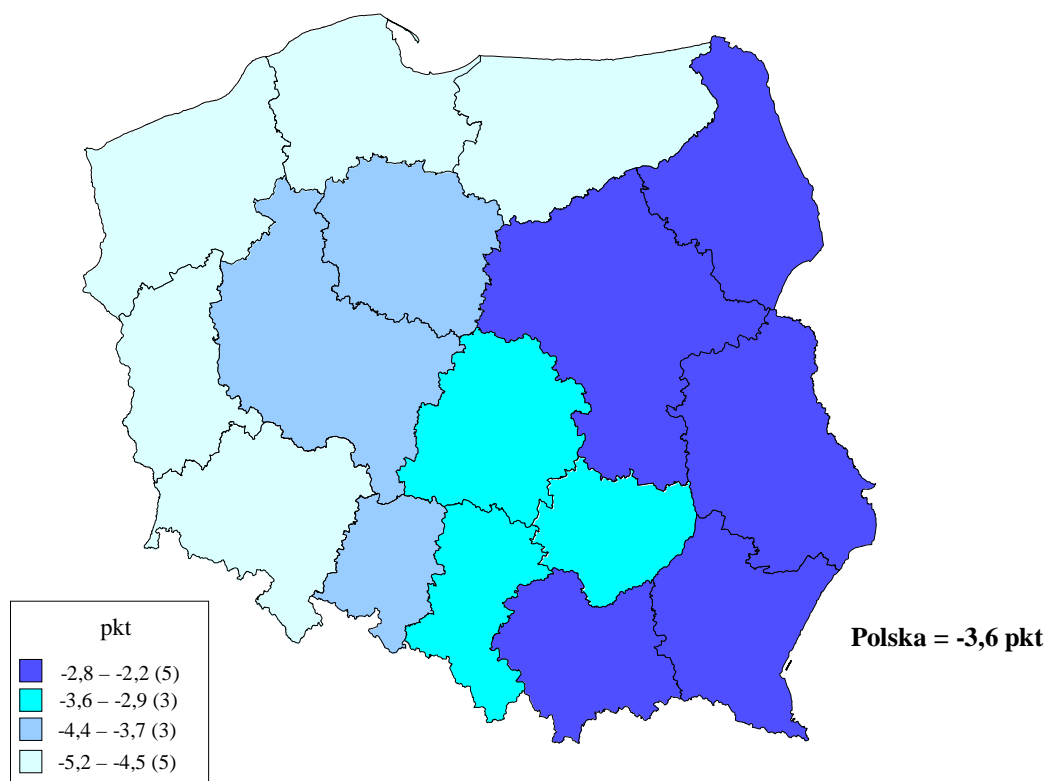 Polska = -3,6 pkt
pkt
-2,8 – -2,2 (5)
-3,6 – -2,9 (3)
-4,4 – -3,7 (3)
-5,2 – -4,5 (5)